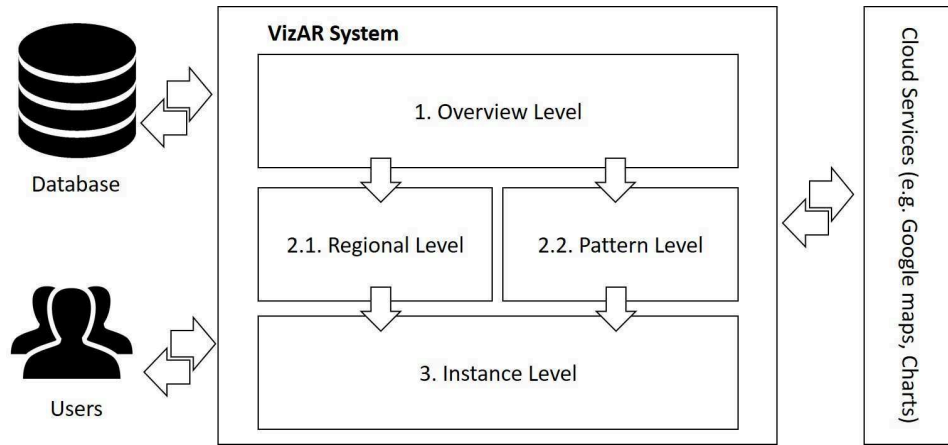 VizAR System
1. Overview Level
Database
2.1. Regional Level
2.2. Pattern Level
3. Instance Level
Users
Cloud Services (e.g. Google maps, Charts)